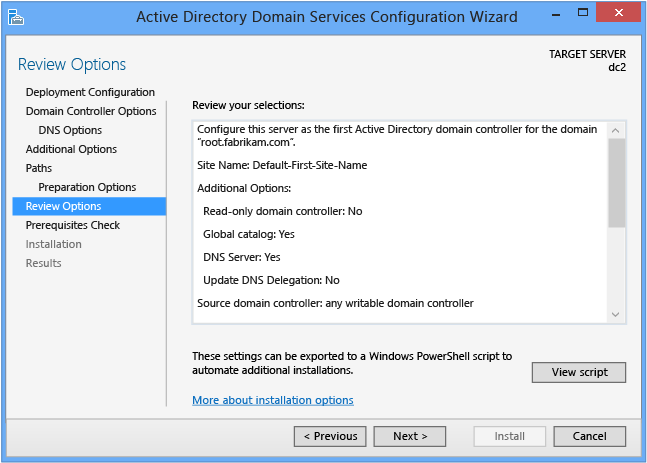 Active Directory Domain Services Configuration Wizard
Review Options
TARGET SERVER
dc2
Deployment Configuration
Domain Controller Options
DNS Options
Additional Options
Paths
Preparation Options
Review Options
Prerequisites Check
Installation
Results
Review your selections:
Configure this server as the first Active Directory domain controller for the domain
"root.fabrikam.com".
Site Name: Default-First-Site-Name
Additional Options:
Read-only domain controller: No
Global catalog: Yes
DNS Server: Yes
Update DNS Delegation: No
Source domain controller: any writable domain controller
These settings can be exported to a Windows PowerShell script to
automate additional installations.
View script
More about installation options
< Previous
Next >
Install
Cancel